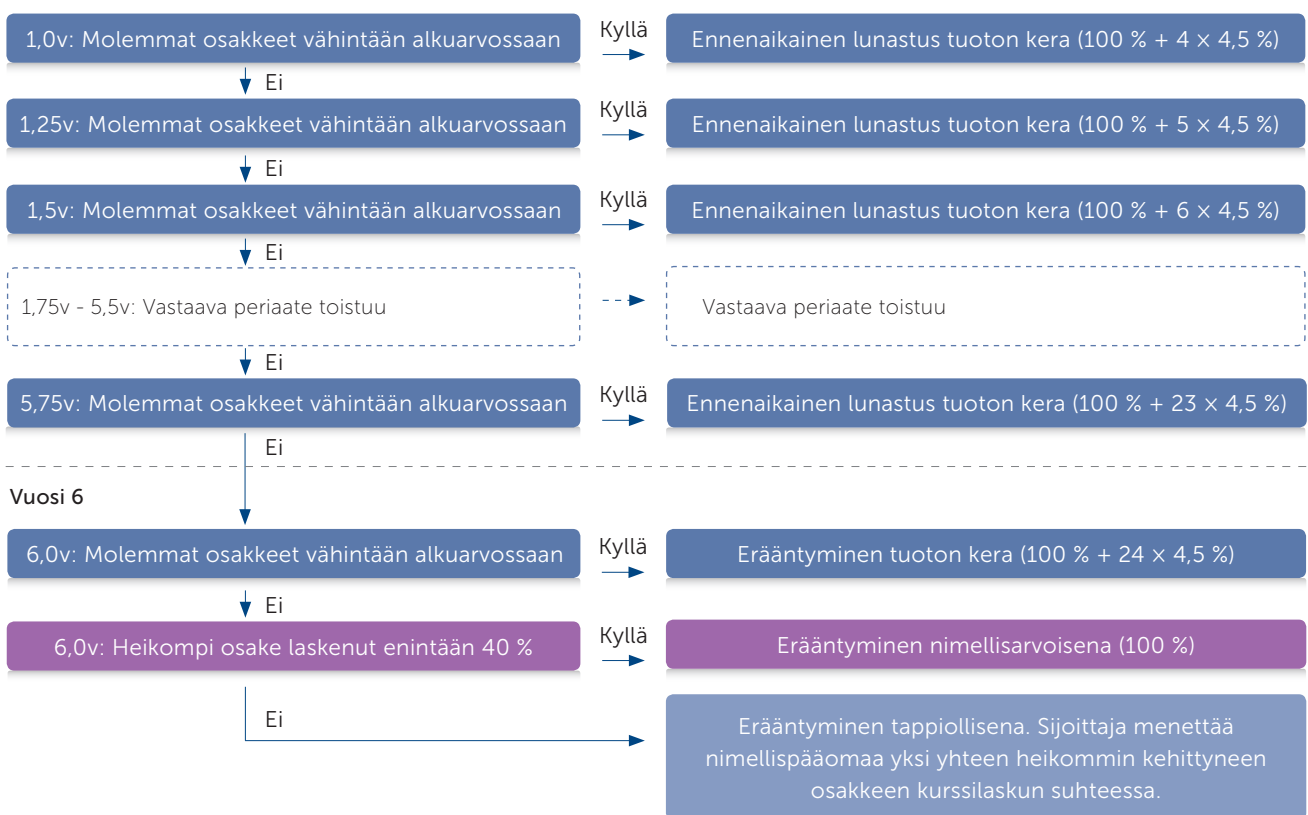 1,0v: Molemmat osakkeet vähintään alkuarvossaan
Kyllä
Ennenaikainen lunastus tuoton kera (100 % + 4 × 4,5 %)
Ei
1,25v: Molemmat osakkeet vähintään alkuarvossaan
Kyllä
Ennenaikainen lunastus tuoton kera (100 % + 5 × 4,5 %)
Ei
1,5v: Molemmat osakkeet vähintään alkuarvossaan
Kyllä
Ennenaikainen lunastus tuoton kera (100 % + 6 × 4,5 %)
Ei
1,75v - 5,5v: Vastaava periaate toistuu
Vastaava periaate toistuu
Ei
5,75v: Molemmat osakkeet vähintään alkuarvossaan
Kyllä
Ennenaikainen lunastus tuoton kera (100 % + 23 × 4,5 %)
Ei
Vuosi 6
6,0v: Molemmat osakkeet vähintään alkuarvossaan
Kyllä
Erääntyminen tuoton kera (100 % + 24 × 4,5 %)
Ei
6,0v: Heikompi osake laskenut enintään 40 %
Kyllä
Erääntyminen nimellisarvoisena (100 %)
Ei
Erääntyminen tappiollisena. Sijoittaja menettää
nimellispääomaa yksi yhteen heikommin kehittyneen
osakkeen kurssilaskun suhteessa.